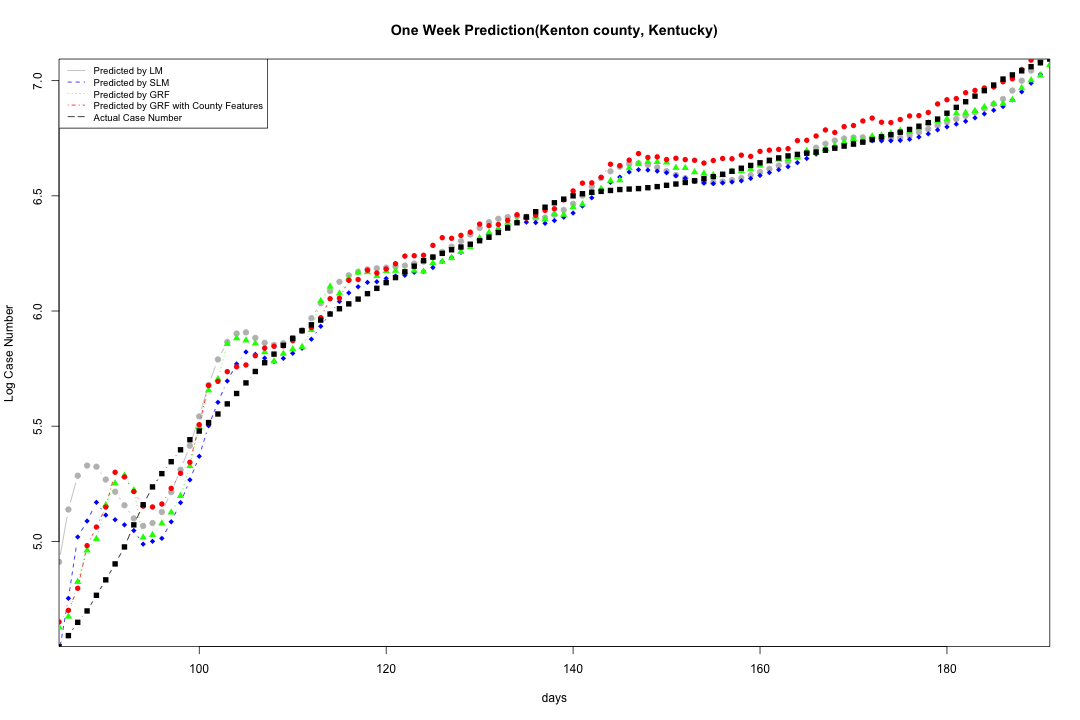 One Week Prediction(Kenton county, Kentucky)
Predicted by LM
Predicted by SLM
Predicted by GRF
Predicted by GRF with County Features
Actual Case Number
7.0
6.5
6.0
5.5
5.0
Log Case Number
100 120 140 160 180
days